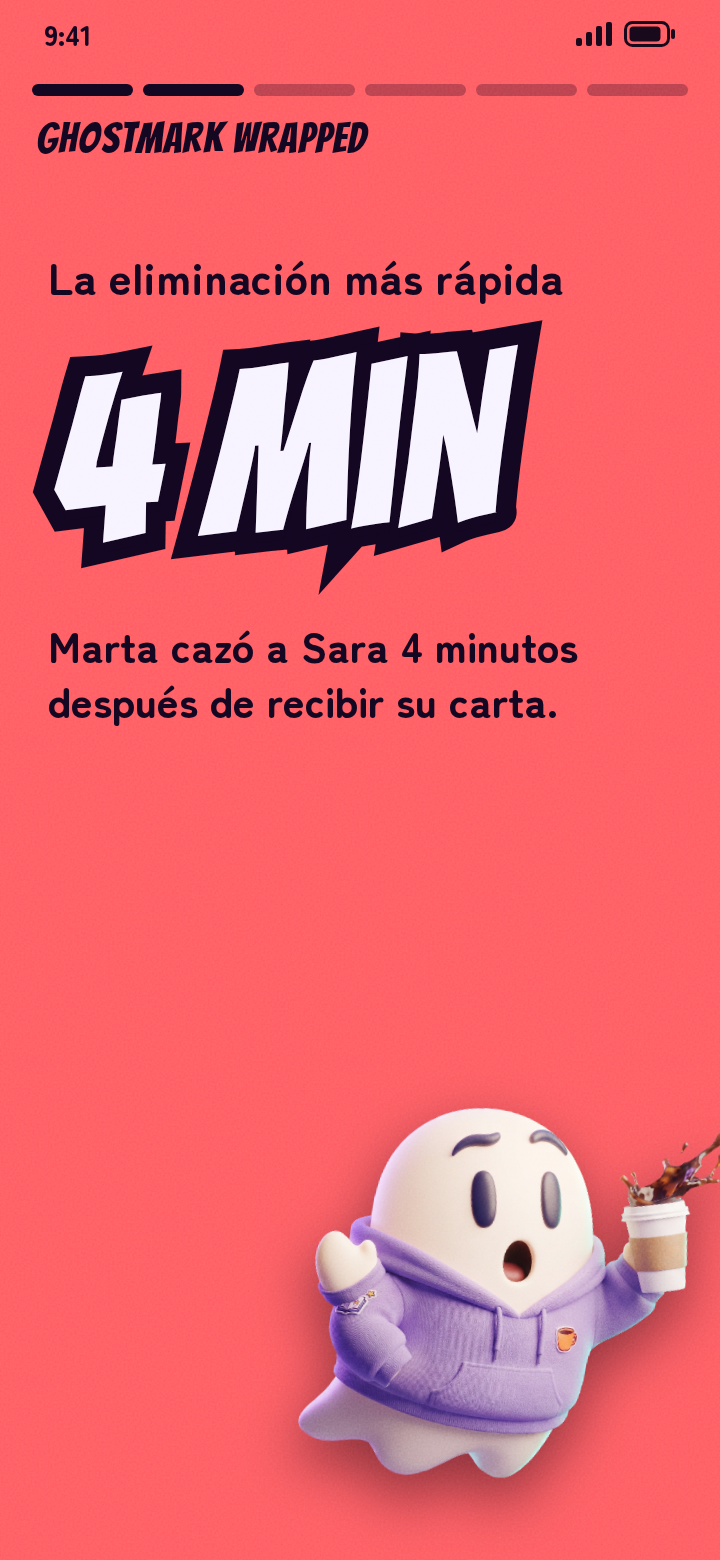 9:41
GHOSTMARK WRAPPED
La eliminación más rápida
4 MIN
Marta cazó a Sara 4 minutos
después de recibir su carta.